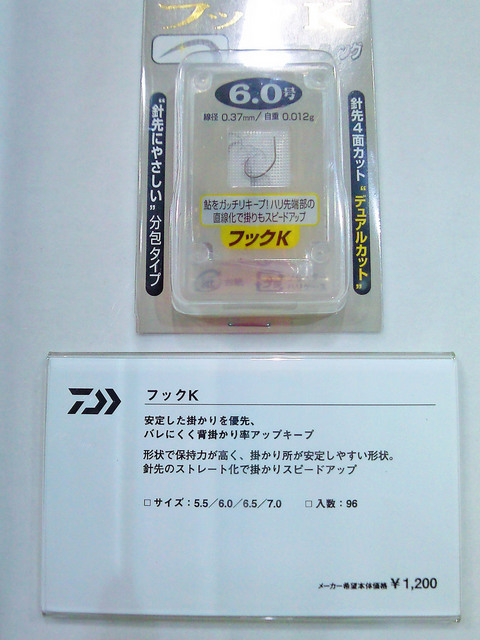 フックK
6.0号
線径 0.37mm/自重 0.012g
"針先にやさしい" 分包タイプ
針先4面カット "デュアルカット"
鮎をガッチリキープ!ハリ先端部の
直線化で掛りもスピードアップ
フックK
フックK
安定した掛かりを優先、
バレにくく背掛かり率アップキープ
形状で保持力が高く、掛かり所が安定しやすい形状。
針先のストレート化で掛かりスピードアップ
□ サイズ:5.5/6.0/6.5/7.0 □ 入数:96
メーカー希望本体価格 ¥1,200